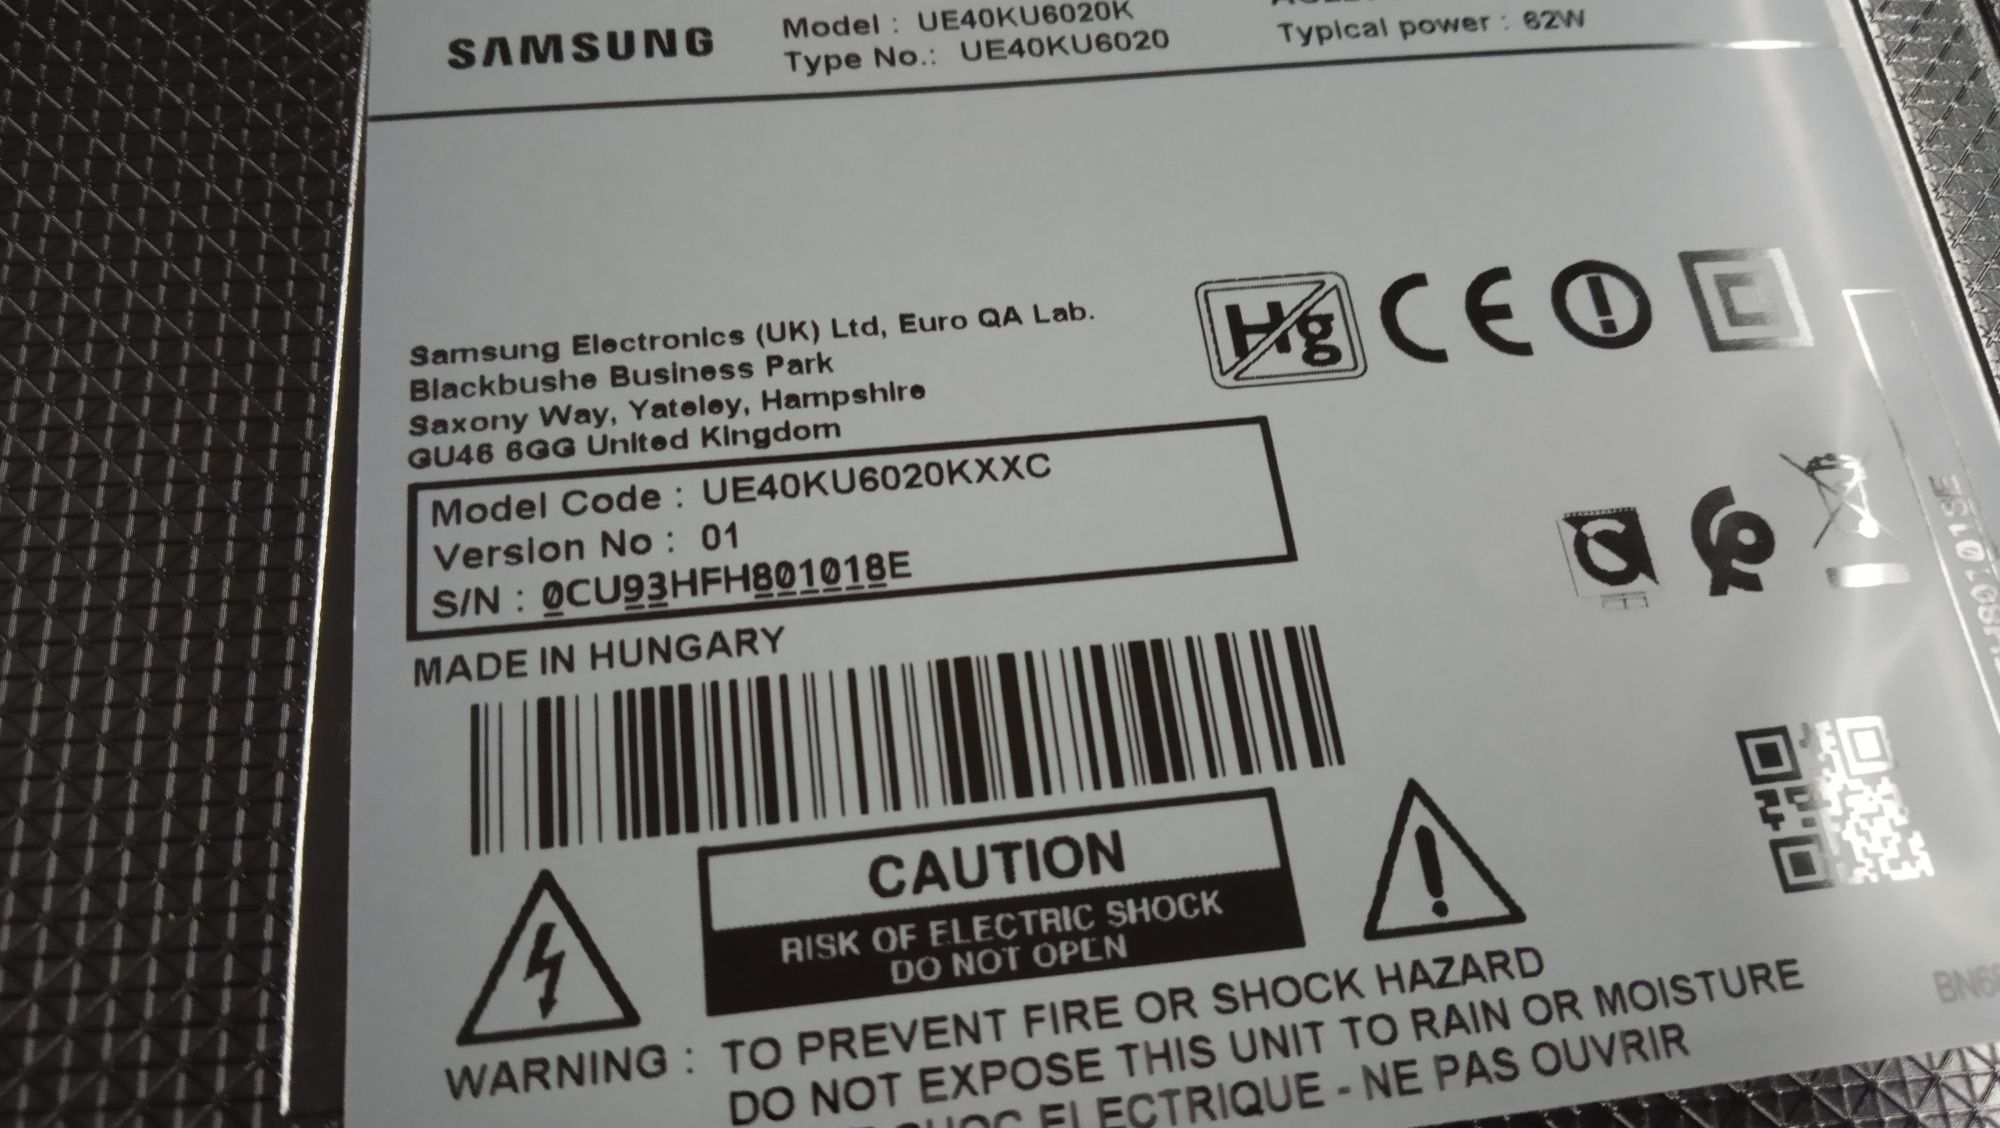 SAMSUNG
Model : UE40KU6020K
Type No.: UE40KU6020
Typical power : 62W
Samsung Electronics (UK) Ltd, Euro QA Lab.
Blackbushe Business Park
Saxony Way, Yateley, Hampshire
GU46 6GG United Kingdom
Hg
CE
Model Code : UE40KU6020KXXC
Version No : 01
S/N : 0CU93HFH801018E
MADE IN HUNGARY
CAUTION
RISK OF ELECTRIC SHOCK
DO NOT OPEN
WARNING : TO PREVENT FIRE OR SHOCK HAZARD
DO NOT EXPOSE THIS UNIT TO RAIN OR MOISTURE
ELECTRIQUE - NE PAS OUVRIR